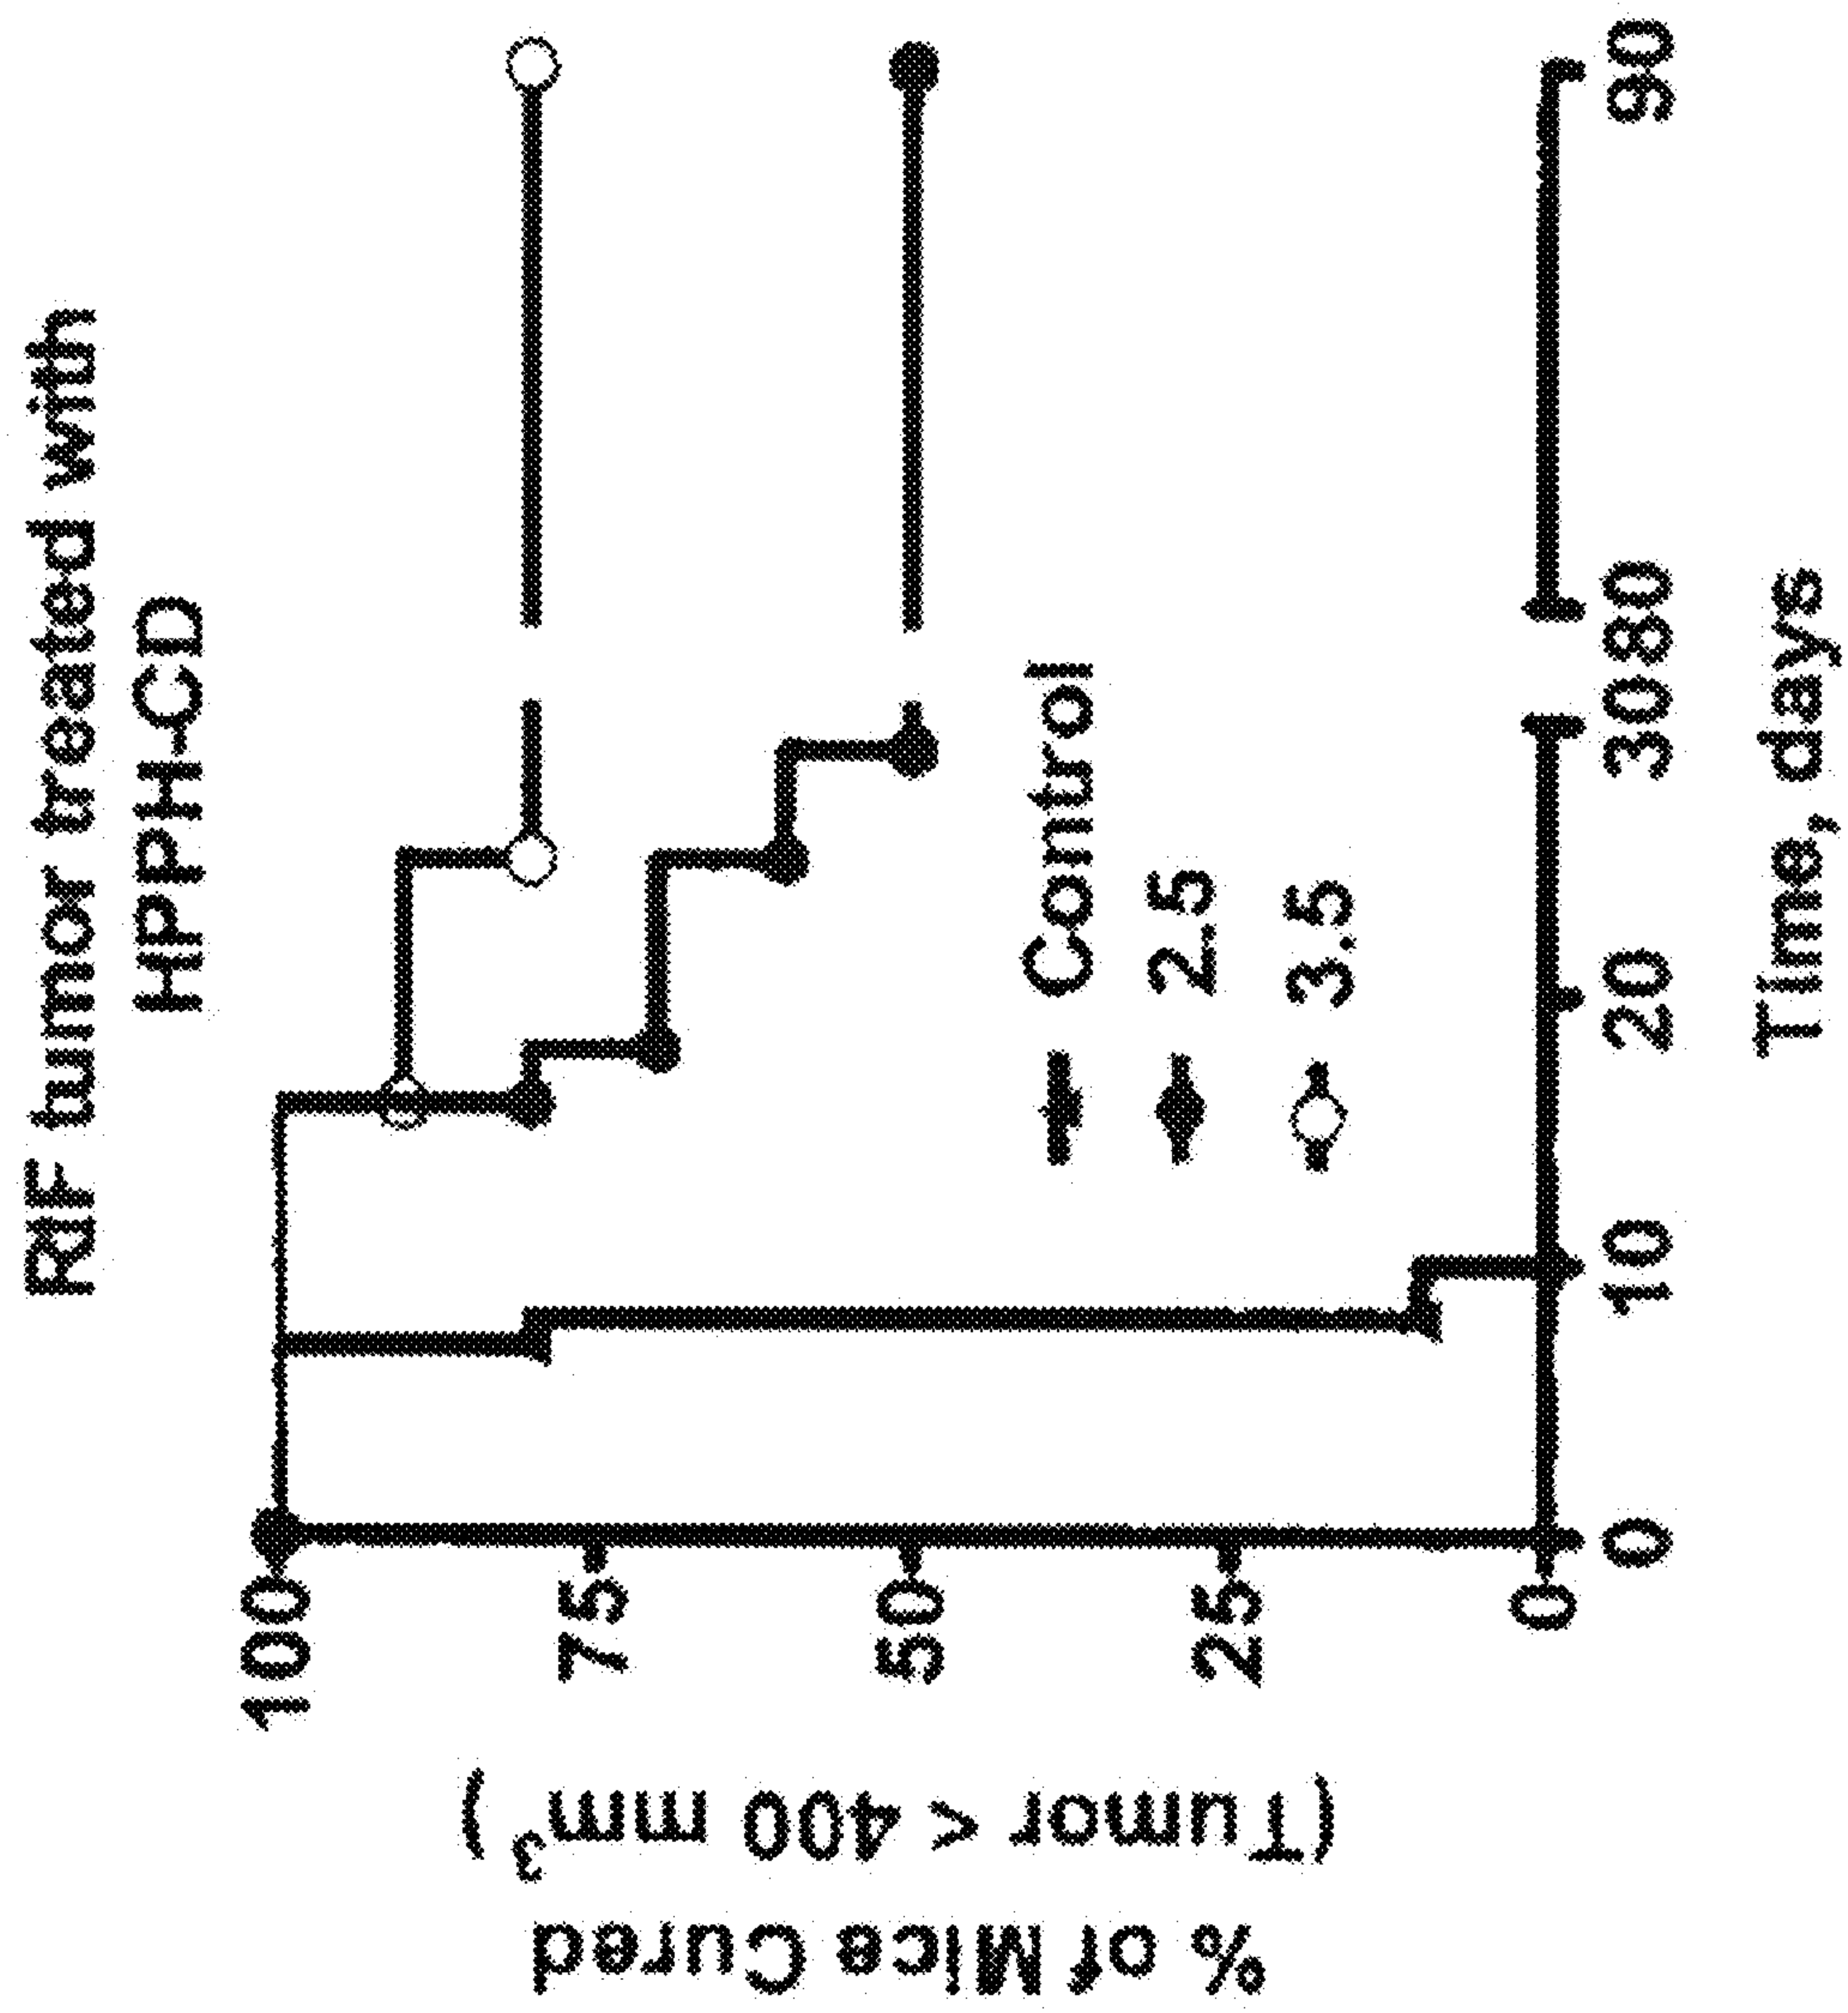 RIF tumor treated with
HPPH-CD
% of Mice Cured
(Tumor < 400 mm3)
100
75
50
25
0
Control
2.5
3.5
0 10 20 30 80 90
Time, days